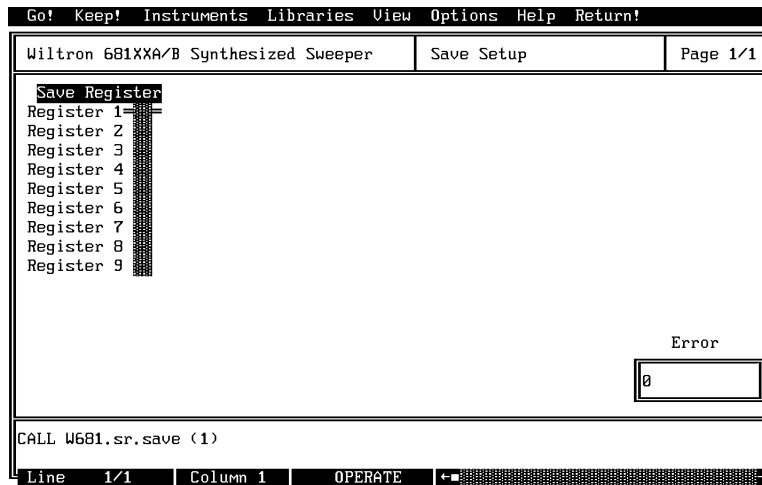 Go! Keep! Instruments Libraries View Options Help Return!
Wiltron 681XXA/B Synthesized Sweeper Save Setup Page 1/1
Save Register
Register 1
Register 2
Register 3
Register 4
Register 5
Register 6
Register 7
Register 8
Register 9
Error
0
CALL W681.sr.save (1)
Line 1/1 Column 1 OPERATE